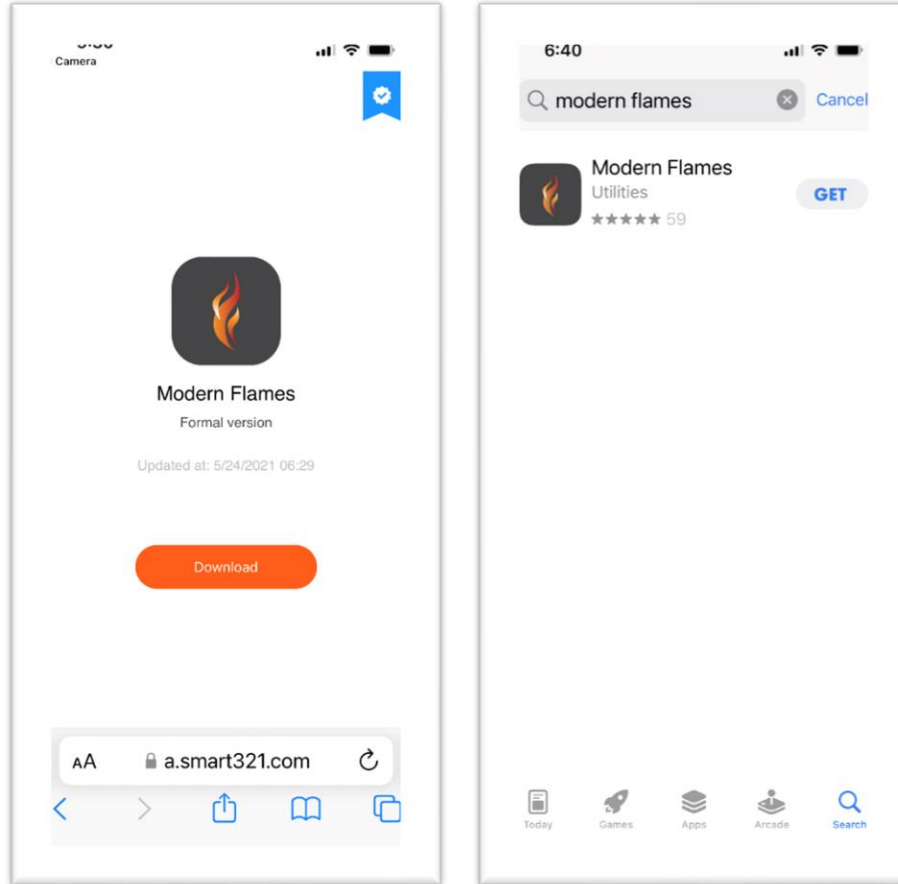 Camera
Modern Flames
Formal version
Updated at: 5/24/2021 06:29
Download
AA a.smart321.com
6:40
modern flames Cancel
Modern Flames
Utilities
GET
★★★★★ 59
Today Games Apps Arcade Search